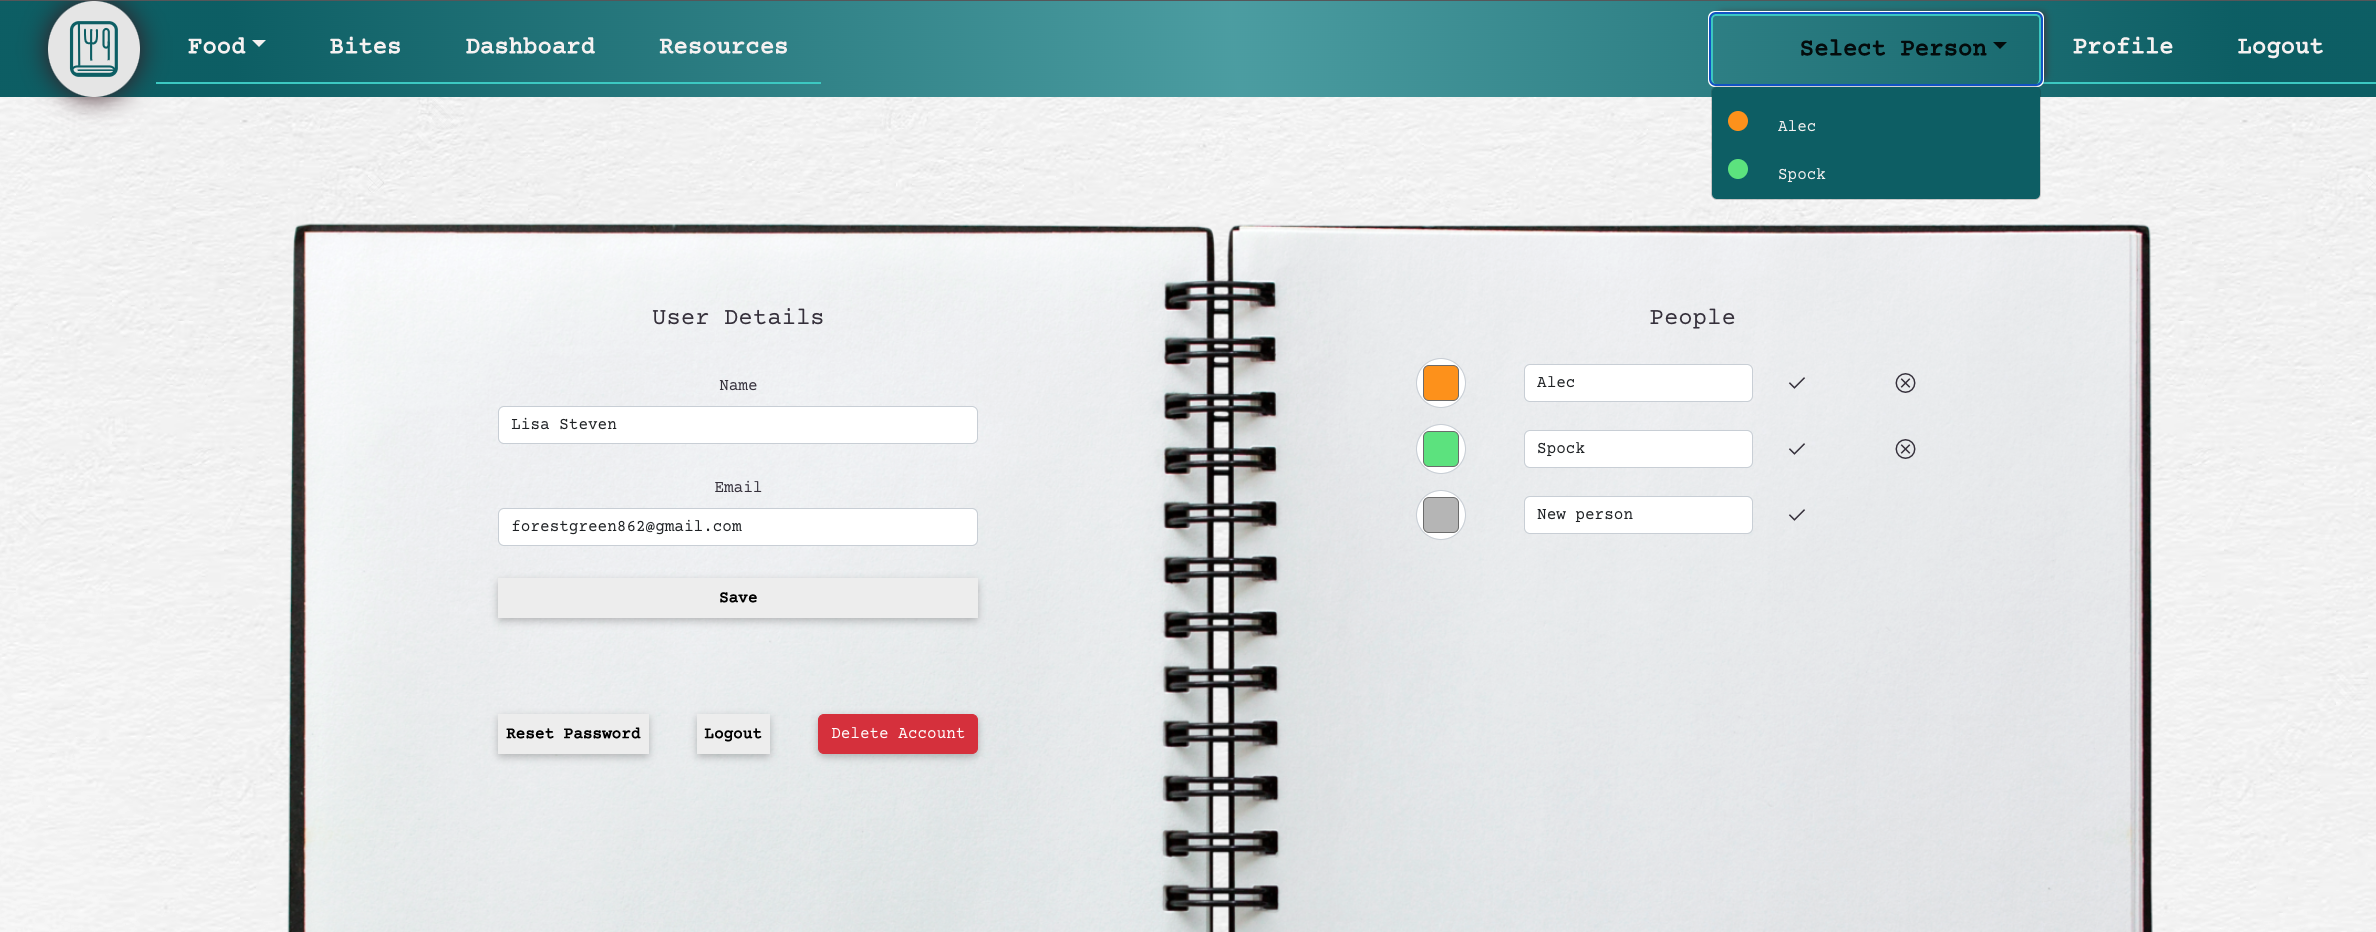 Food
Bites
Dashboard
Resources
Select Person
Profile
Logout
Alec
Spock
User Details
Name
Lisa Steven
Email
forestgreen862@gmail.com
Save
Reset Password
Logout
Delete Account
People
Alec
Spock
New person